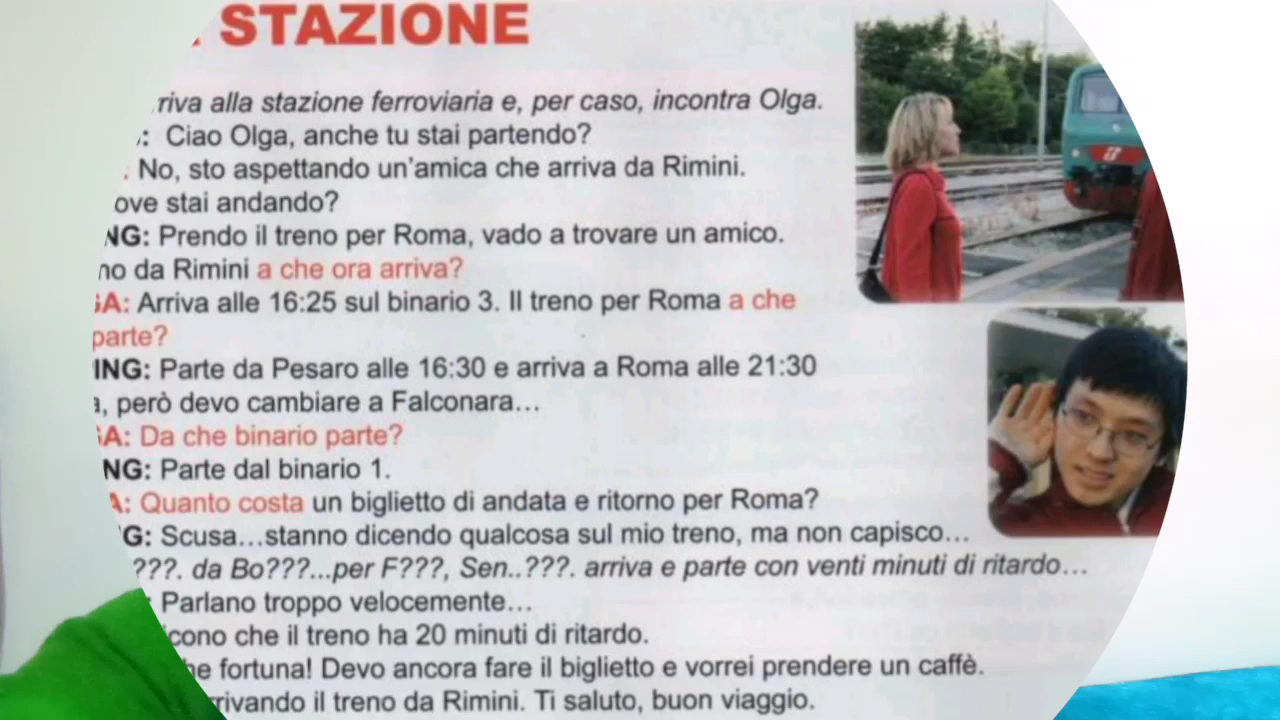 STAZIONE
riva alla stazione ferroviaria e, per caso, incontra Olga.
: Ciao Olga, anche tu stai partendo?
: No, sto aspettando un'amica che arriva da Rimini.
ove stai andando?
NG: Prendo il treno per Roma, vado a trovare un amico.
no da Rimini a che ora arriva?
GA: Arriva alle 16:25 sul binario 3. Il treno per Roma a che
parte?
ING: Parte da Pesaro alle 16:30 e arriva a Roma alle 21:30
a, però devo cambiare a Falconara...
GA: Da che binario parte?
NG: Parte dal binario 1.
A: Quanto costa un biglietto di andata e ritorno per Roma?
G: Scusa...stanno dicendo qualcosa sul mio treno, ma non capisco...
???. da Bo???...per F???, Sen..???. arriva e parte con venti minuti di ritardo...
Parlano troppo velocemente...
icono che il treno ha 20 minuti di ritardo.
he fortuna! Devo ancora fare il biglietto e vorrei prendere un caffè.
rrivando il treno da Rimini. Ti saluto, buon viaggio.